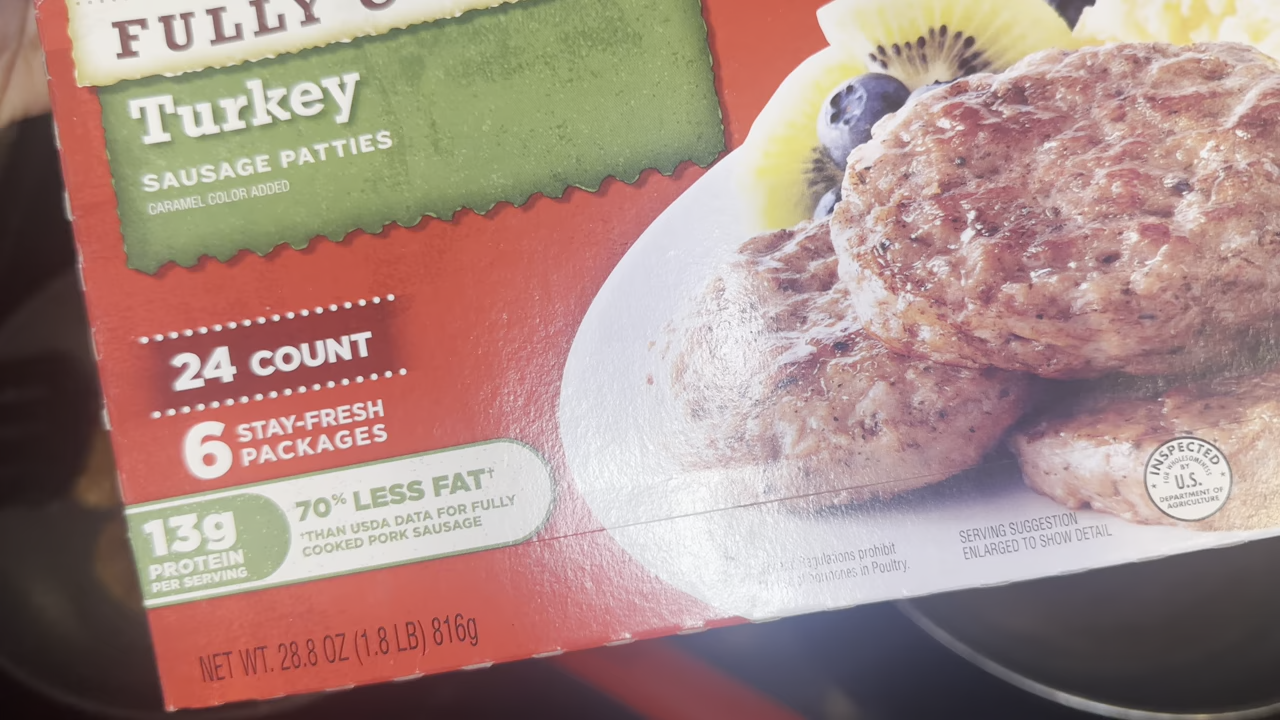 FULLY
Turkey
SAUSAGE PATTIES
CARAMEL COLOR ADDED
24 COUNT
6 STAY-FRESH
PACKAGES
13g
PROTEIN
PER SERVING
70% LESS FAT†
†THAN USDA DATA FOR FULLY
COOKED PORK SAUSAGE
NET WT. 28.8 OZ (1.8 LB) 816g
Regulations prohibit
hormones in Poultry.
SERVING SUGGESTION
ENLARGED TO SHOW DETAIL
INSPECTED
FOR WHOLESOMENESS
BY
U.S.
DEPARTMENT OF
AGRICULTURE